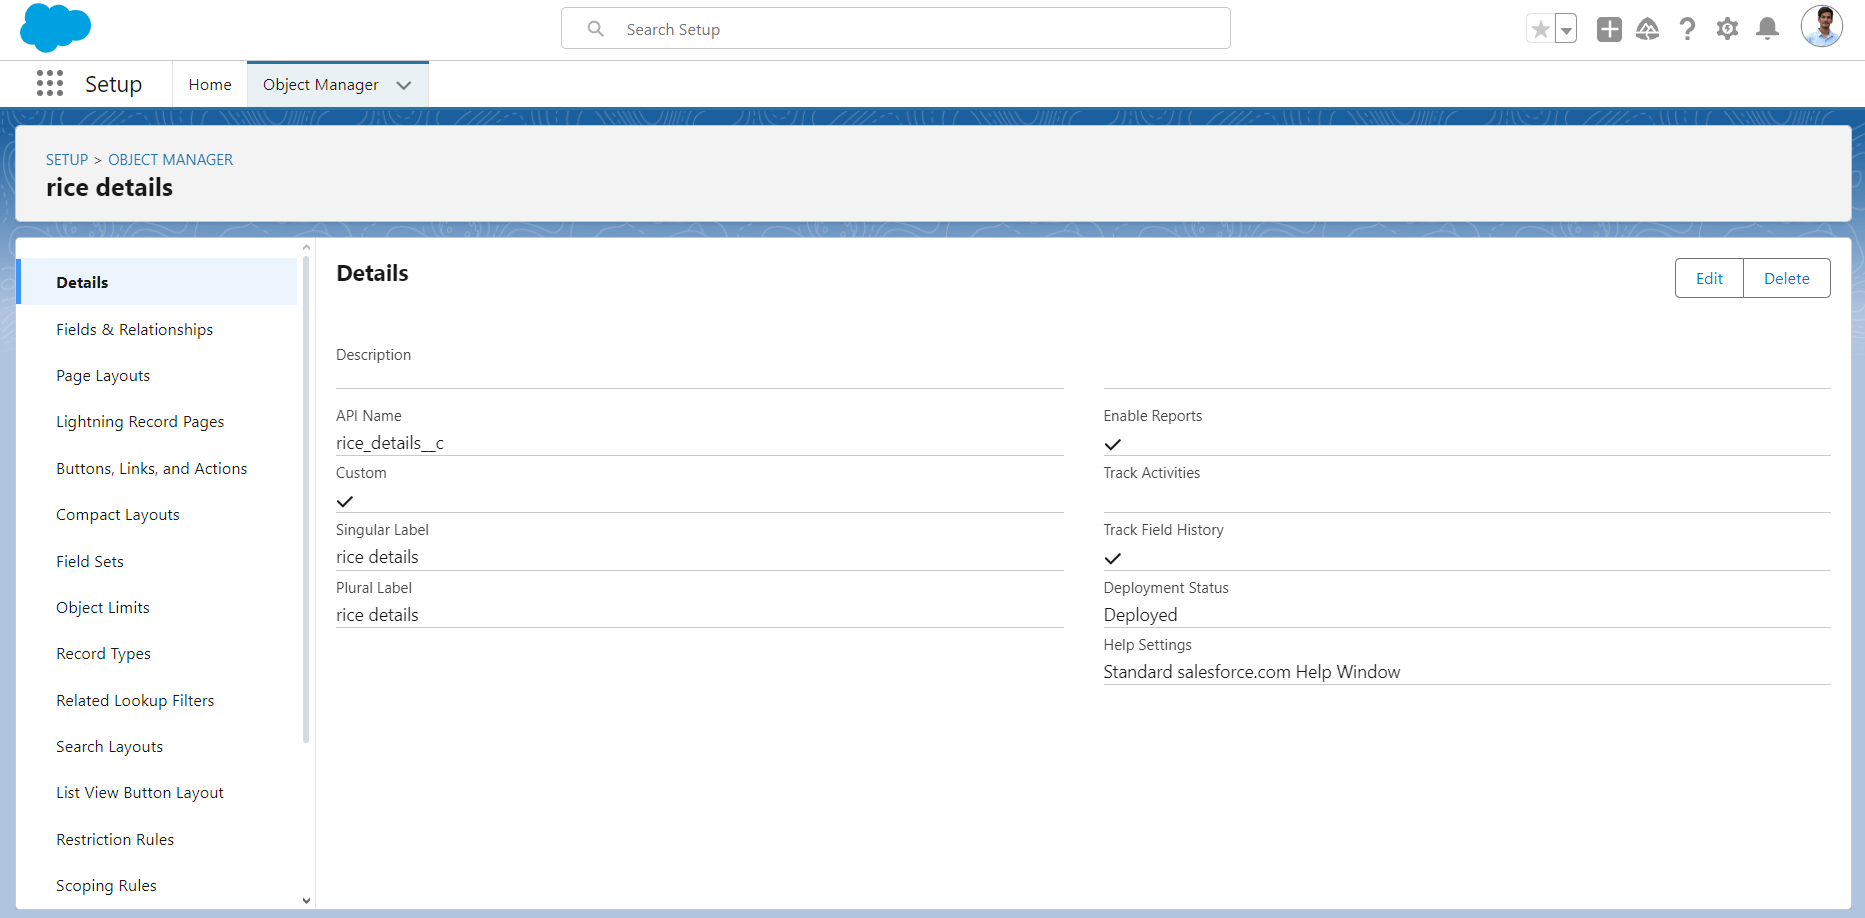 Search Setup
Setup
Home
Object Manager
SETUP > OBJECT MANAGER
rice details
Details
Fields & Relationships
Page Layouts
Lightning Record Pages
Buttons, Links, and Actions
Compact Layouts
Field Sets
Object Limits
Record Types
Related Lookup Filters
Search Layouts
List View Button Layout
Restriction Rules
Scoping Rules
Details
Edit
Delete
Description
API Name
rice_details__c
Custom
Singular Label
rice details
Plural Label
rice details
Enable Reports
Track Activities
Track Field History
Deployment Status
Deployed
Help Settings
Standard salesforce.com Help Window